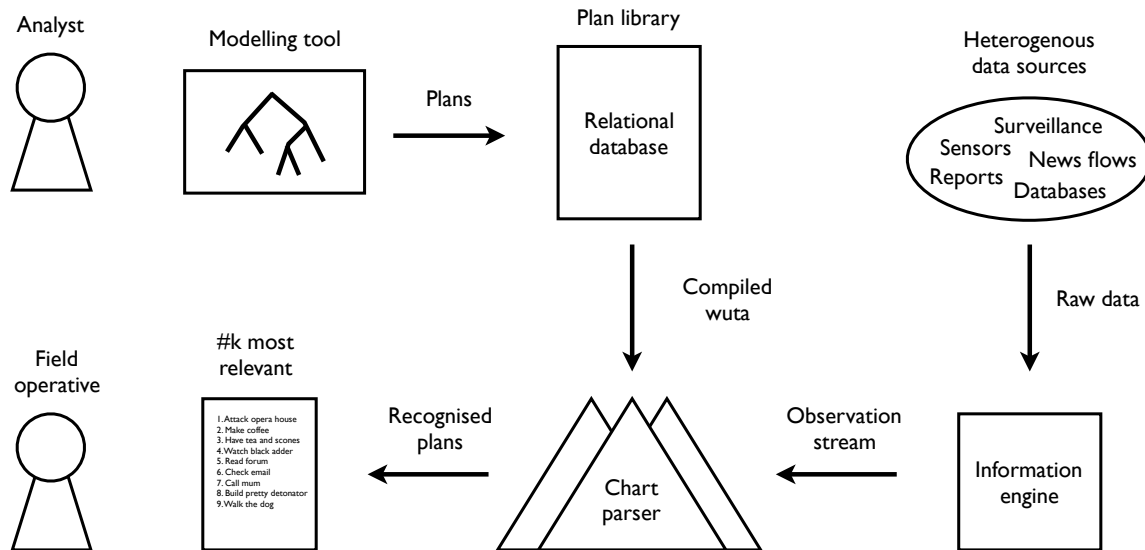 Analyst
Modelling tool
Plan library
Heterogenous
data sources
Plans
Relational
database
Surveillance
Sensors
News flows
Reports
Databases
Compiled
wuta
Raw data
Field
operative
#k most
relevant
1. Attack opera house
2. Make coffee
3. Have tea and scones
4. Watch black adder
5. Read forum
6. Check email
7. Call mum
8. Build pretty detonator
9. Walk the dog
Recognised
plans
Chart
parser
Observation
stream
Information
engine